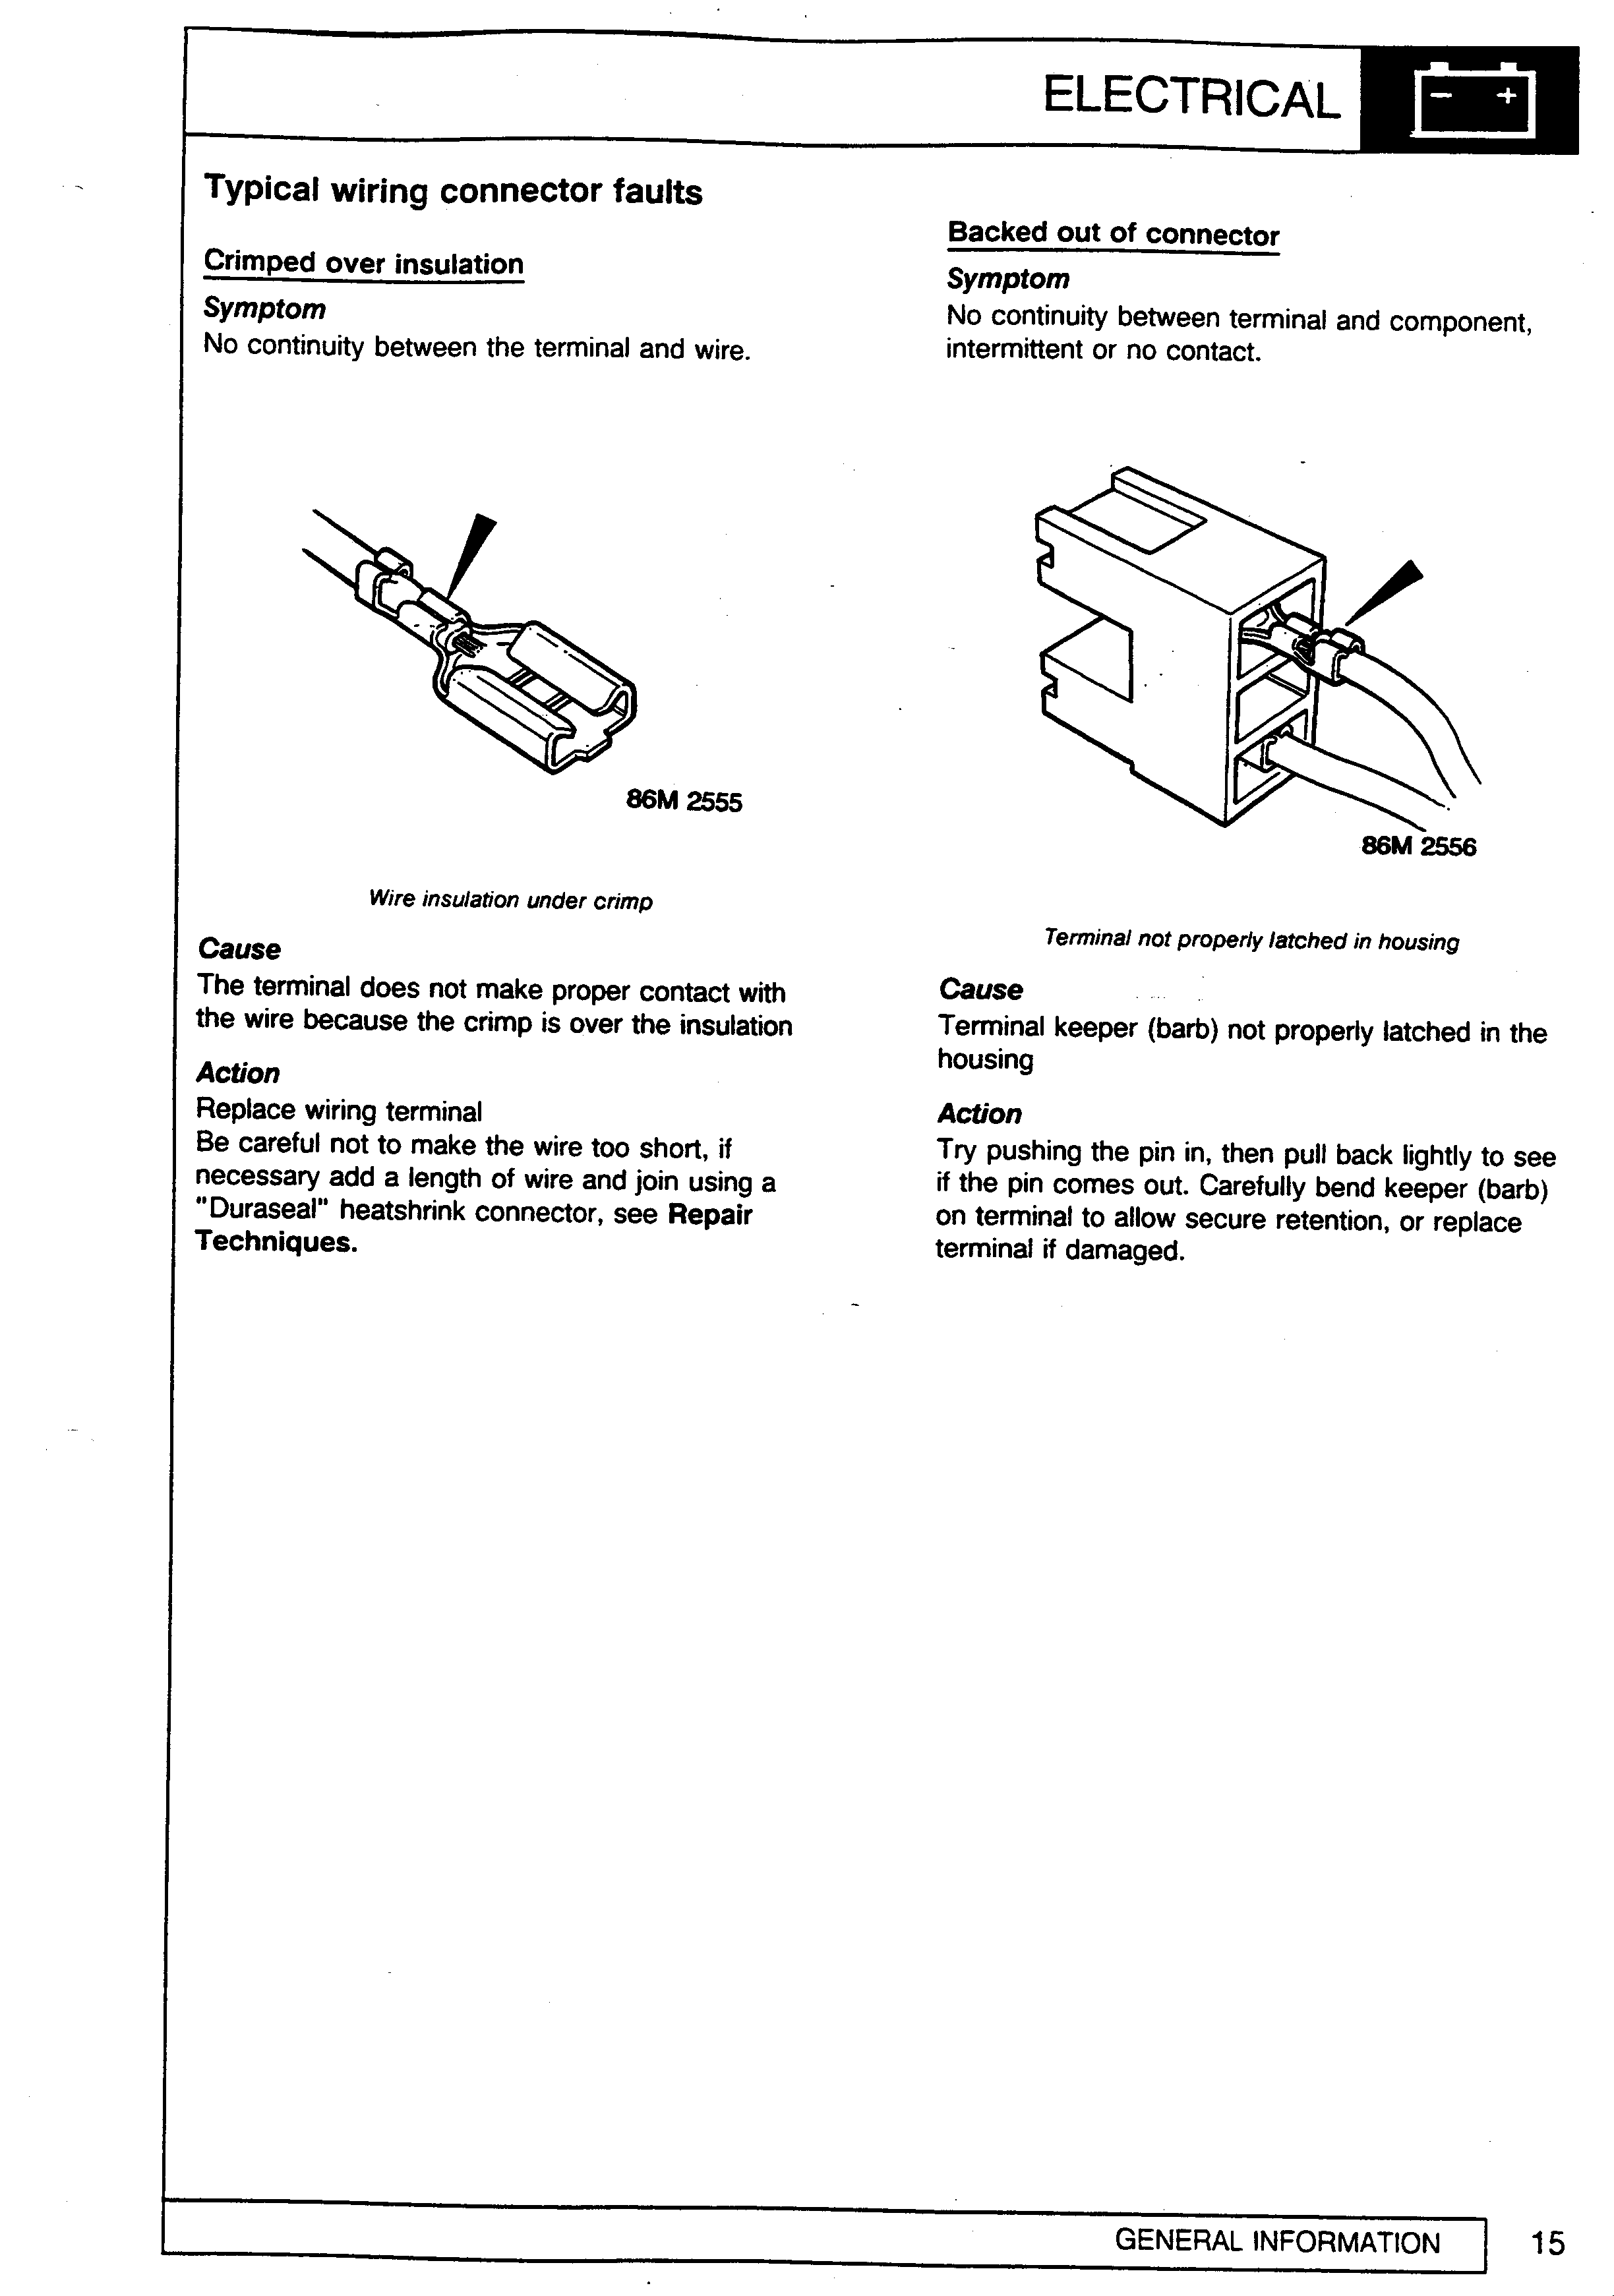 ELECTRICAL
− +
Typical wiring connector faults
Crimped over insulation
Symptom
No continuity between the terminal and wire.
86M 2555
Wire insulation under crimp
Cause
The terminal does not make proper contact with
the wire because the crimp is over the insulation
Action
Replace wiring terminal
Be careful not to make the wire too short, if
necessary add a length of wire and join using a
"Duraseal" heatshrink connector, see Repair
Techniques.
Backed out of connector
Symptom
No continuity between terminal and component,
intermittent or no contact.
86M 2556
Terminal not properly latched in housing
Cause
Terminal keeper (barb) not properly latched in the
housing
Action
Try pushing the pin in, then pull back lightly to see
if the pin comes out. Carefully bend keeper (barb)
on terminal to allow secure retention, or replace
terminal if damaged.
GENERAL INFORMATION
15